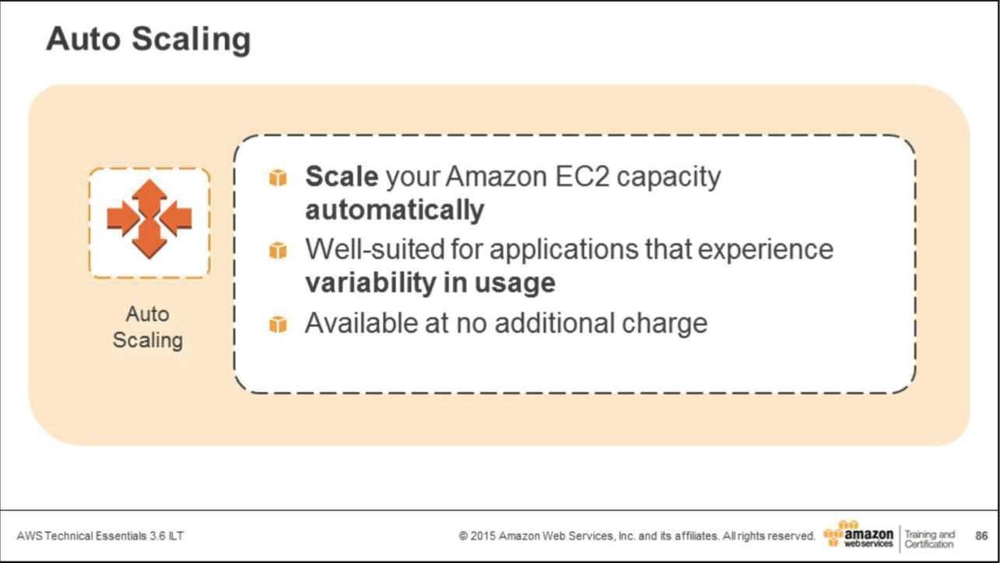 Auto Scaling
Scale your Amazon EC2 capacity
automatically
Well-suited for applications that experience
variability in usage
Available at no additional charge
Auto
Scaling
AWS Technical Essentials 3.6 ILT
© 2015 Amazon Web Services, Inc. and its affiliates. All rights reserved.
amazon
webservices
Training and
Certification
86